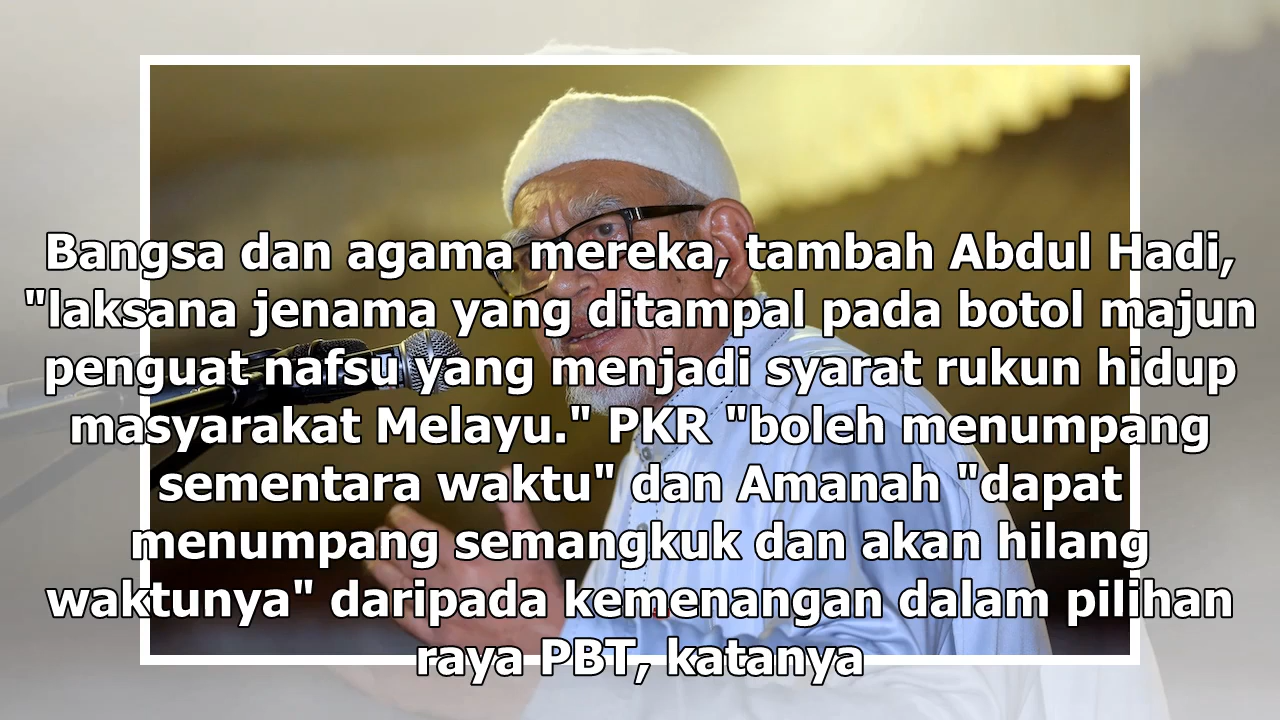 Bangsa dan agama mereka, tambah Abdul Hadi,
"laksana jenama yang ditampal pada botol majun
penguat nafsu yang menjadi syarat rukun hidup
masyarakat Melayu." PKR "boleh menumpang
sementara waktu" dan Amanah "dapat
menumpang semangkuk dan akan hilang
waktunya" daripada kemenangan dalam pilihan
raya PBT, katanya